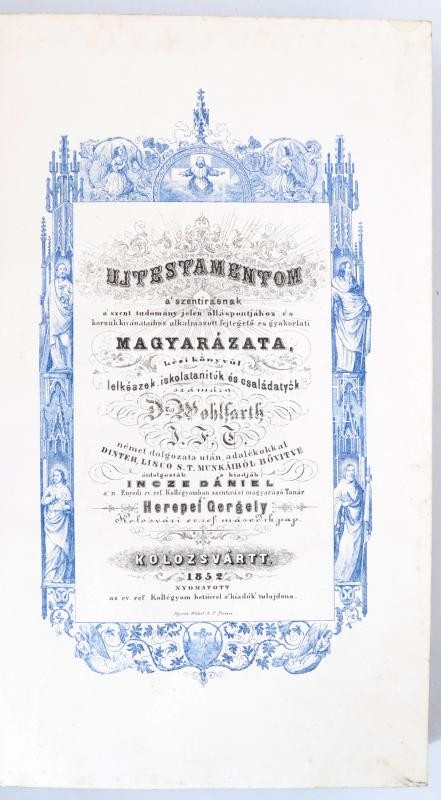 UJTESTAMENTOM
a' szentirásnak
a' szent tudomány jelen álláspontjához és
korunk kivánataihoz alkalmazott fejtegető es gyakorlati
MAGYARÁZATA,
kézi könyvül
lelkészek, iskolatanitók és családatyák
számára
Dr. Wohlfarth
J. F. T.
német dolgozata után, adalékokkal
DINTER LISCO S. T. MUNKÁIBÓL BŐVITVE
átdolgozták s kiadják
INCZE DÁNIEL
a' n. Enyedi ev. ref. Kollégyomban szentirást magyarázó Tanár
és
Herepei Gergely
Kolosvári ev. ref. második pap.
KOLOZSVÁRTT,
1852
NYOMATOTT
az ev. ref. Kollégyom betüivel a' kiadók' tulajdona.